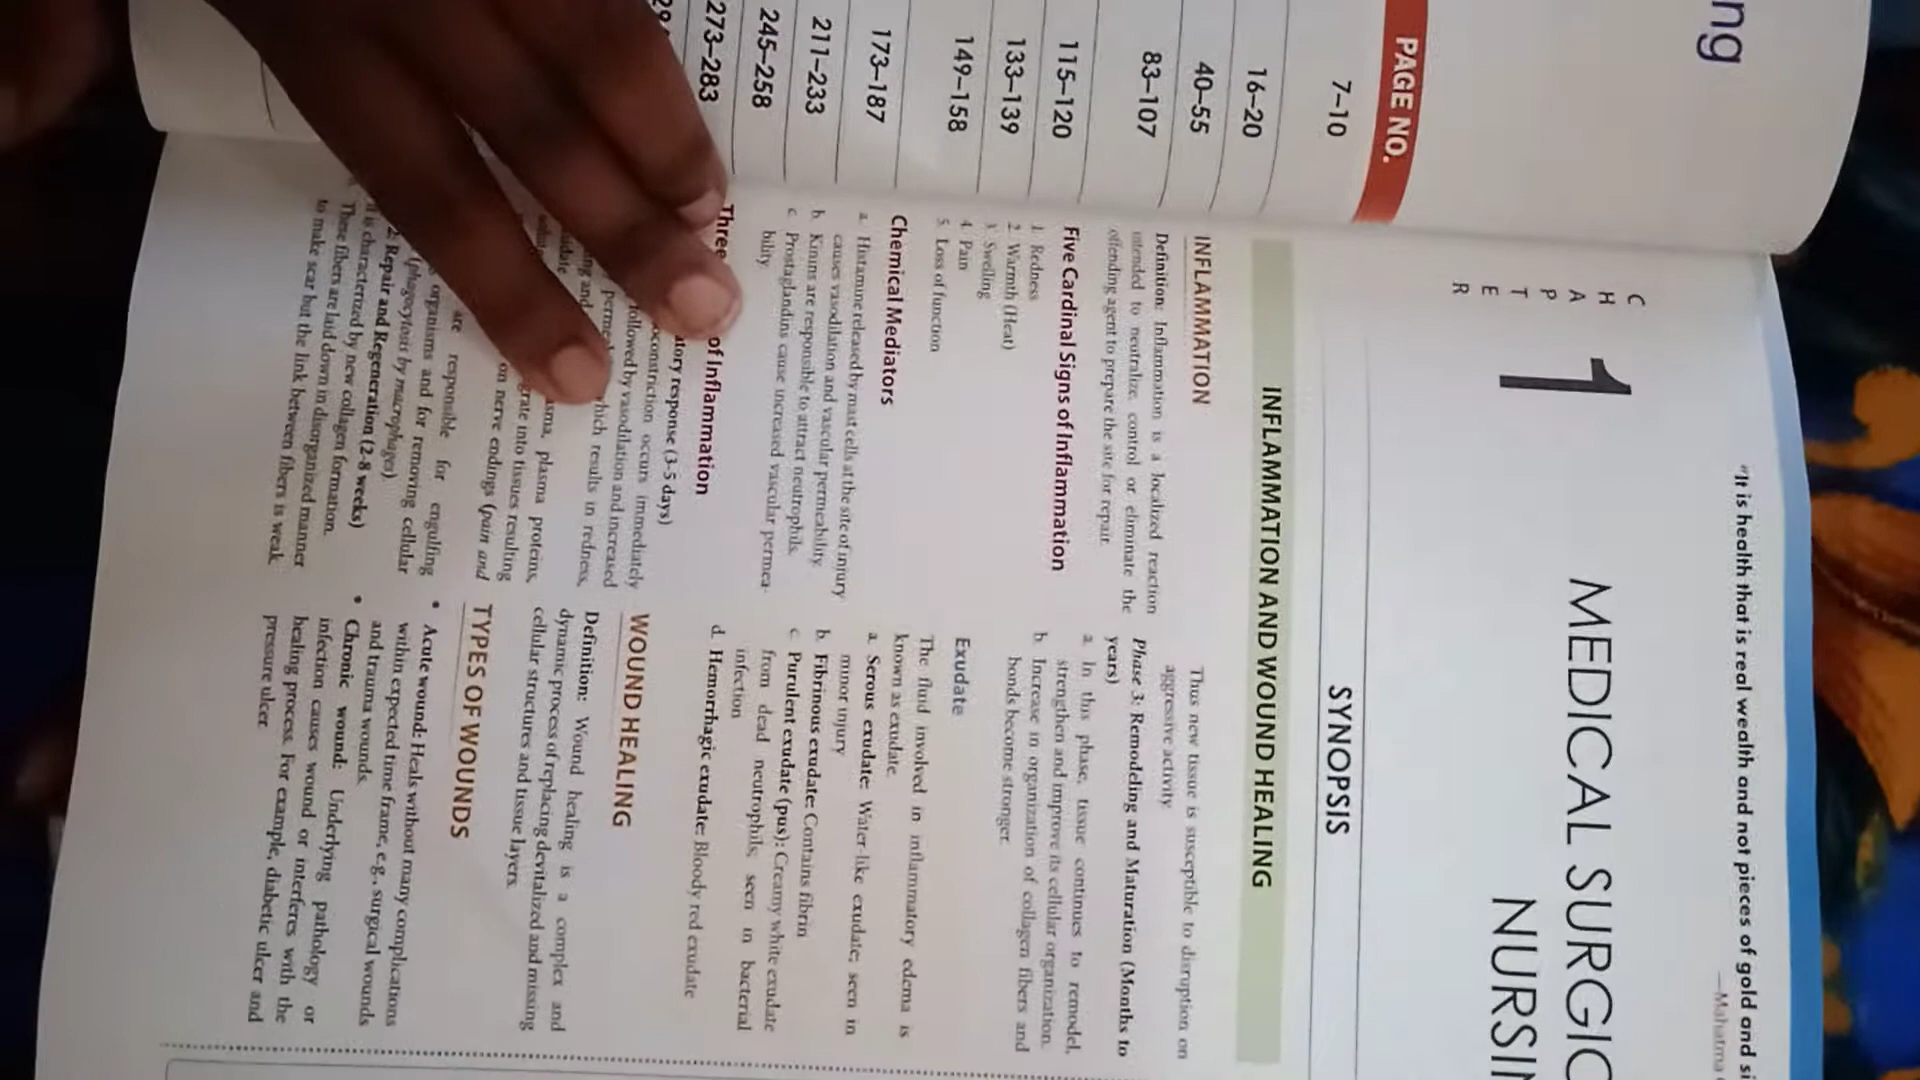 ng
PAGE NO.
7–10
16–20
40–55
83–107
115–120
133–139
149–158
173–187
211–233
245–258
273–283
"It is health that is real wealth and not pieces of gold and si
—Mahatma
CHAPTER
1
MEDICAL SURGIC
NURSIN
SYNOPSIS
INFLAMMATION AND WOUND HEALING
INFLAMMATION
Definition: Inflammation is a localized reaction
intended to neutralize, control or eliminate the
offending agent to prepare the site for repair.
Five Cardinal Signs of Inflammation
1. Redness
2. Warmth (Heat)
3. Swelling
4. Pain
5. Loss of function
Chemical Mediators
a. Histamine released by mast cells at the site of injury
causes vasodilation and vascular permeability.
b. Kinins are responsible to attract neutrophils.
c. Prostaglandins cause increased vascular permea-
bility.
Three of Inflammation
atory response (3-5 days)
oconstriction occurs immediately
followed by vasodilation and increased
perme hich results in redness,
ng and
asma, plasma proteins,
grate into tissues resulting
on nerve endings (pain and
are responsible for engulfing
organisms and for removing cellular
(phagocytosis by macrophages)
2. Repair and Regeneration (2-8 weeks)
It is characterized by new collagen formation.
These fibers are laid down in disorganized manner
to make scar but the link between fibers is weak.
Thus new tissue is susceptible to disruption on
aggressive activity.
Phase 3: Remodeling and Maturation (Months to
years)
a. In this phase, tissue continues to remodel,
strengthen and improve its cellular organization.
b. Increase in organization of collagen fibers and
bonds become stronger.
Exudate
The fluid involved in inflammatory edema is
known as exudate.
a. Serous exudate: Water-like exudate; seen in
minor injury
b. Fibrinous exudate: Contains fibrin
c. Purulent exudate (pus): Creamy white exudate
from dead neutrophils; seen in bacterial
infection
d. Hemorrhagic exudate: Bloody red exudate
WOUND HEALING
Definition: Wound healing is a complex and
dynamic process of replacing devitalized and missing
cellular structures and tissue layers.
TYPES OF WOUNDS
• Acute wound: Heals without many complications
within expected time frame, e.g., surgical wounds
and trauma wounds.
• Chronic wound: Underlying pathology or
infection causes wound or interferes with the
healing process. For example, diabetic ulcer and
pressure ulcer.